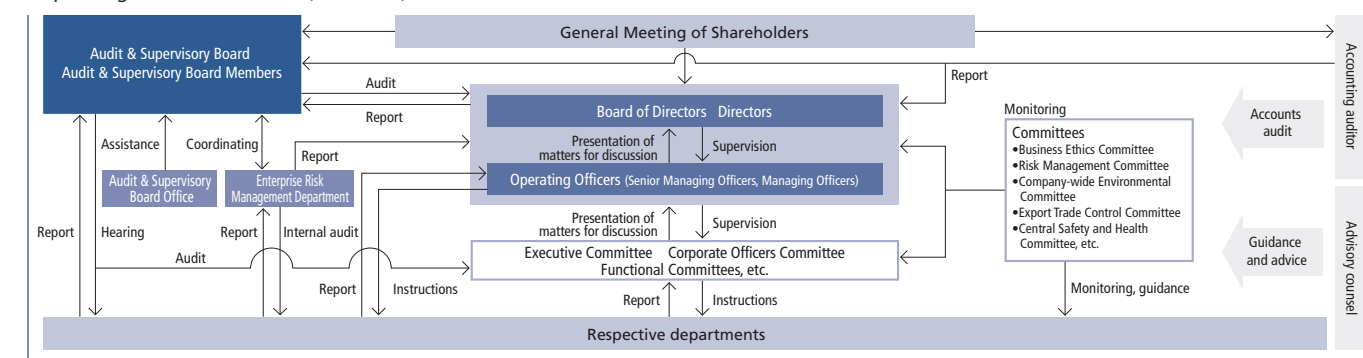 General Meeting of Shareholders
Audit & Supervisory Board
Audit & Supervisory Board Members
Audit
Report
Report
Board of Directors Directors
Presentation of
matters for discussion
Supervision
Operating Officers (Senior Managing Officers, Managing Officers)
Assistance
Coordinating
Report
Audit & Supervisory
Board Office
Enterprise Risk
Management Department
Presentation of
matters for discussion
Supervision
Executive Committee Corporate Officers Committee
Functional Committees, etc.
Report
Hearing
Report
Internal audit
Audit
Report
Instructions
Report
Instructions
Monitoring
Committees
•Business Ethics Committee
•Risk Management Committee
•Company-wide Environmental
Committee
•Export Trade Control Committee
•Central Safety and Health
Committee, etc.
Monitoring, guidance
Accounts
audit
Guidance
and advice
Accounting auditor
Advisory counsel
Respective departments